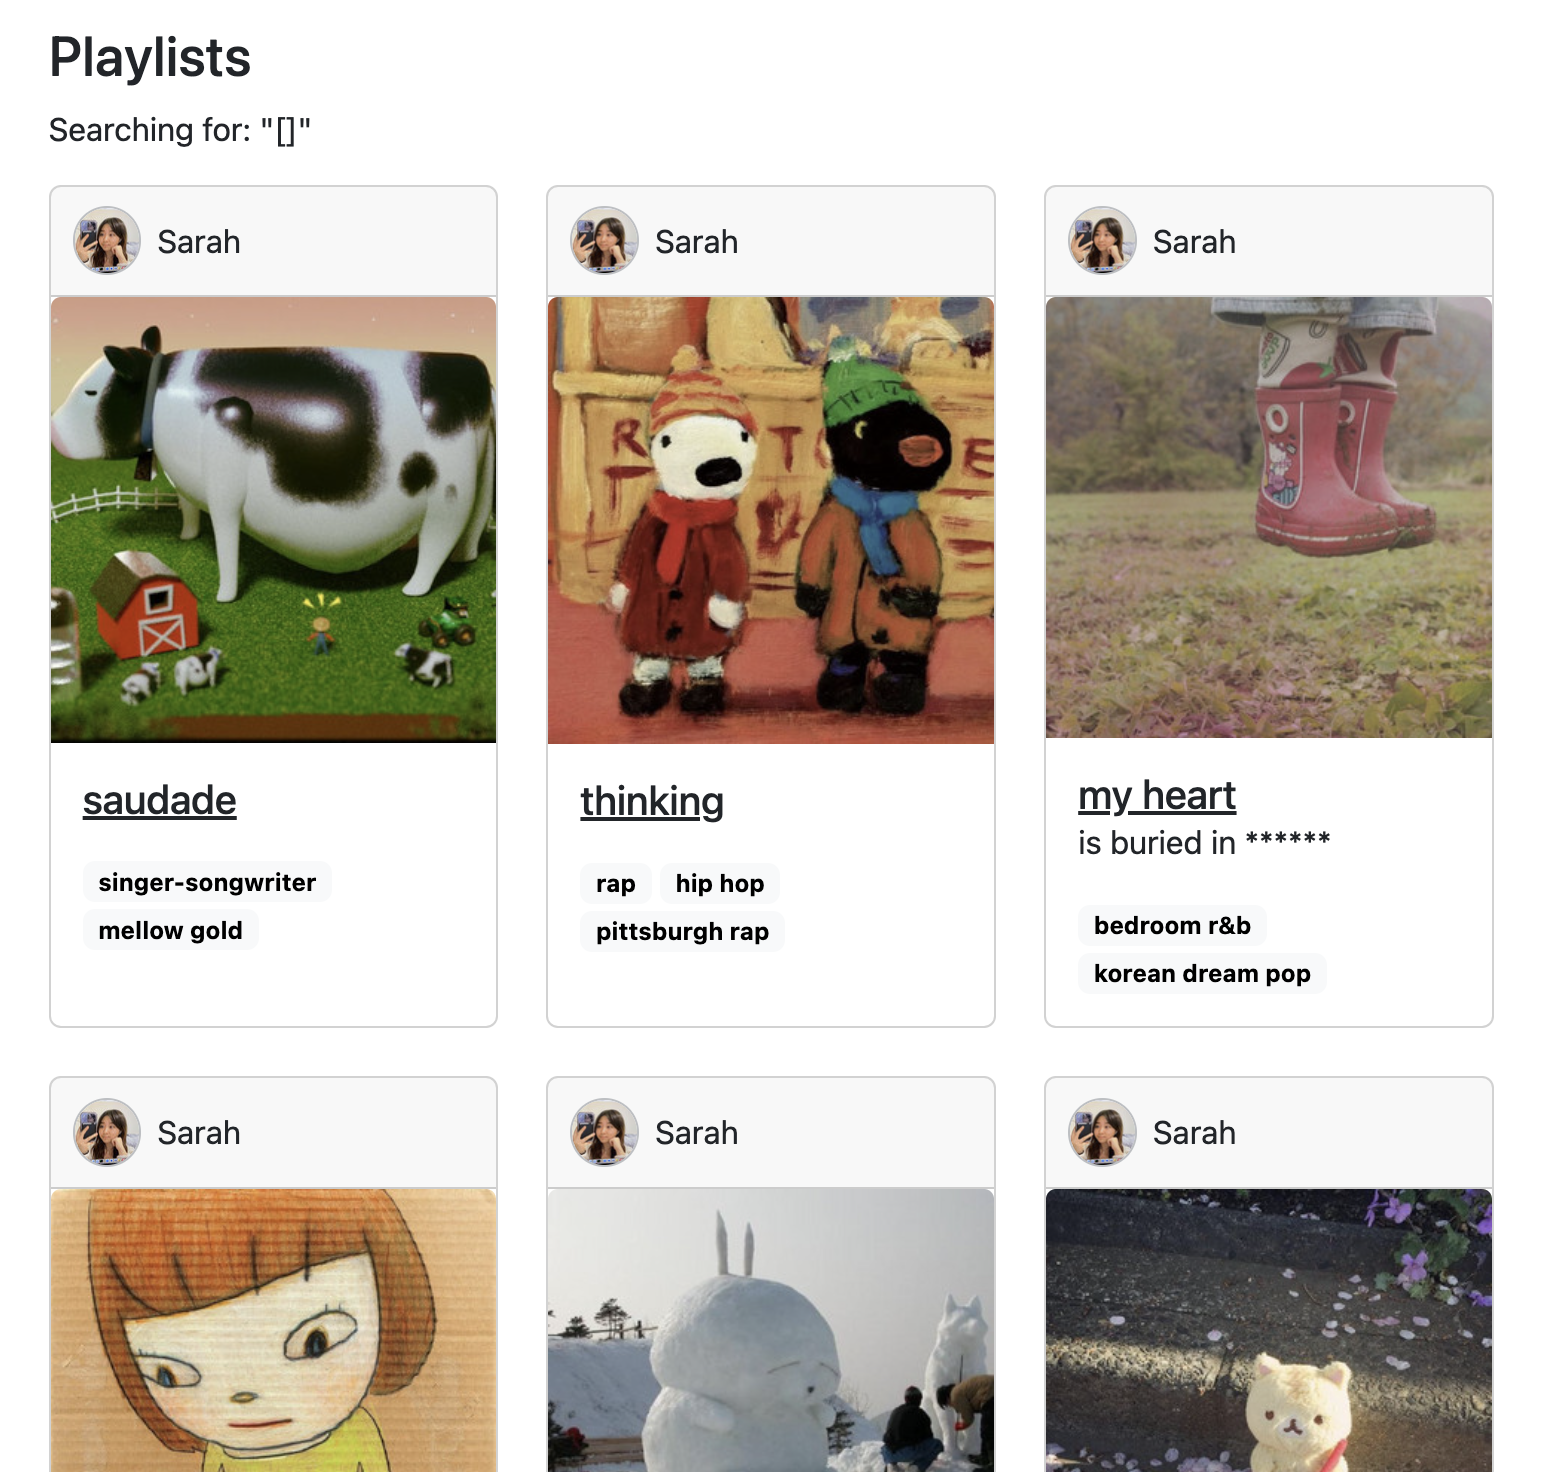 Playlists
Searching for: "[]"
Sarah
Sarah
Sarah
saudade
singer-songwriter
mellow gold
thinking
rap hip hop
pittsburgh rap
my heart
is buried in ******
bedroom r&b
korean dream pop
Sarah
Sarah
Sarah